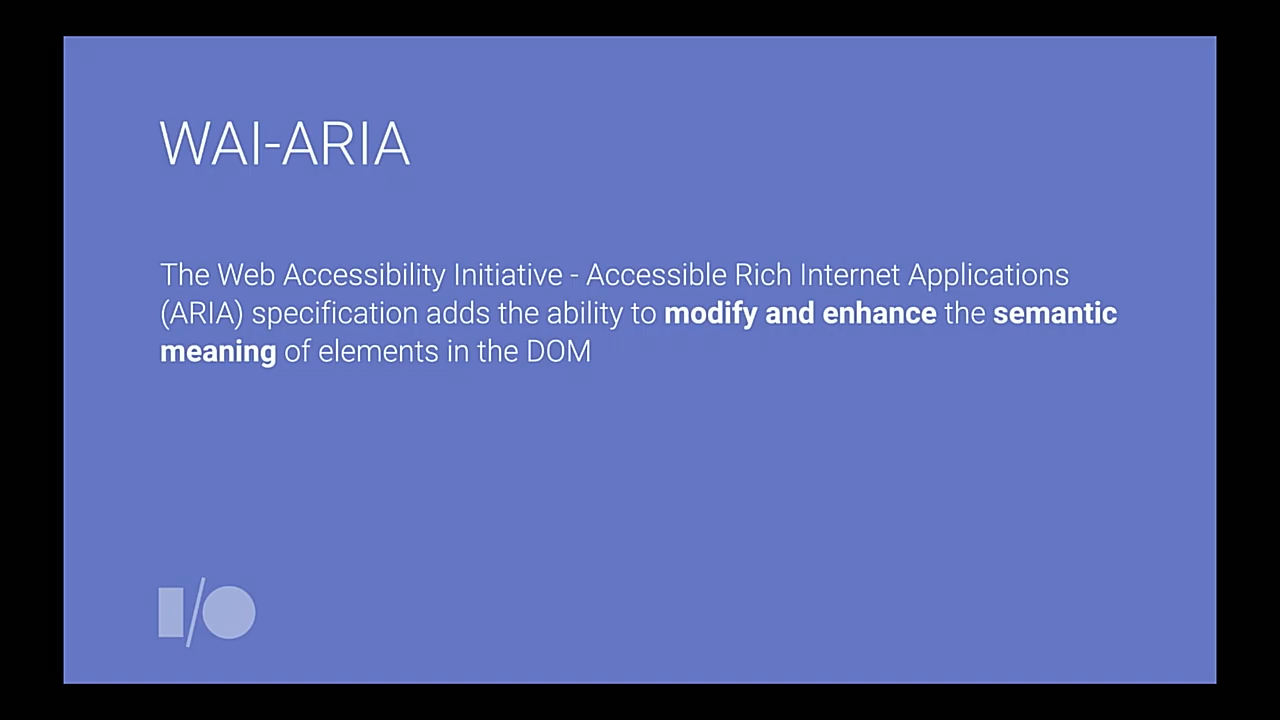 WAI-ARIA
The Web Accessibility Initiative - Accessible Rich Internet Applications
(ARIA) specification adds the ability to modify and enhance the semantic
meaning of elements in the DOM
I/O